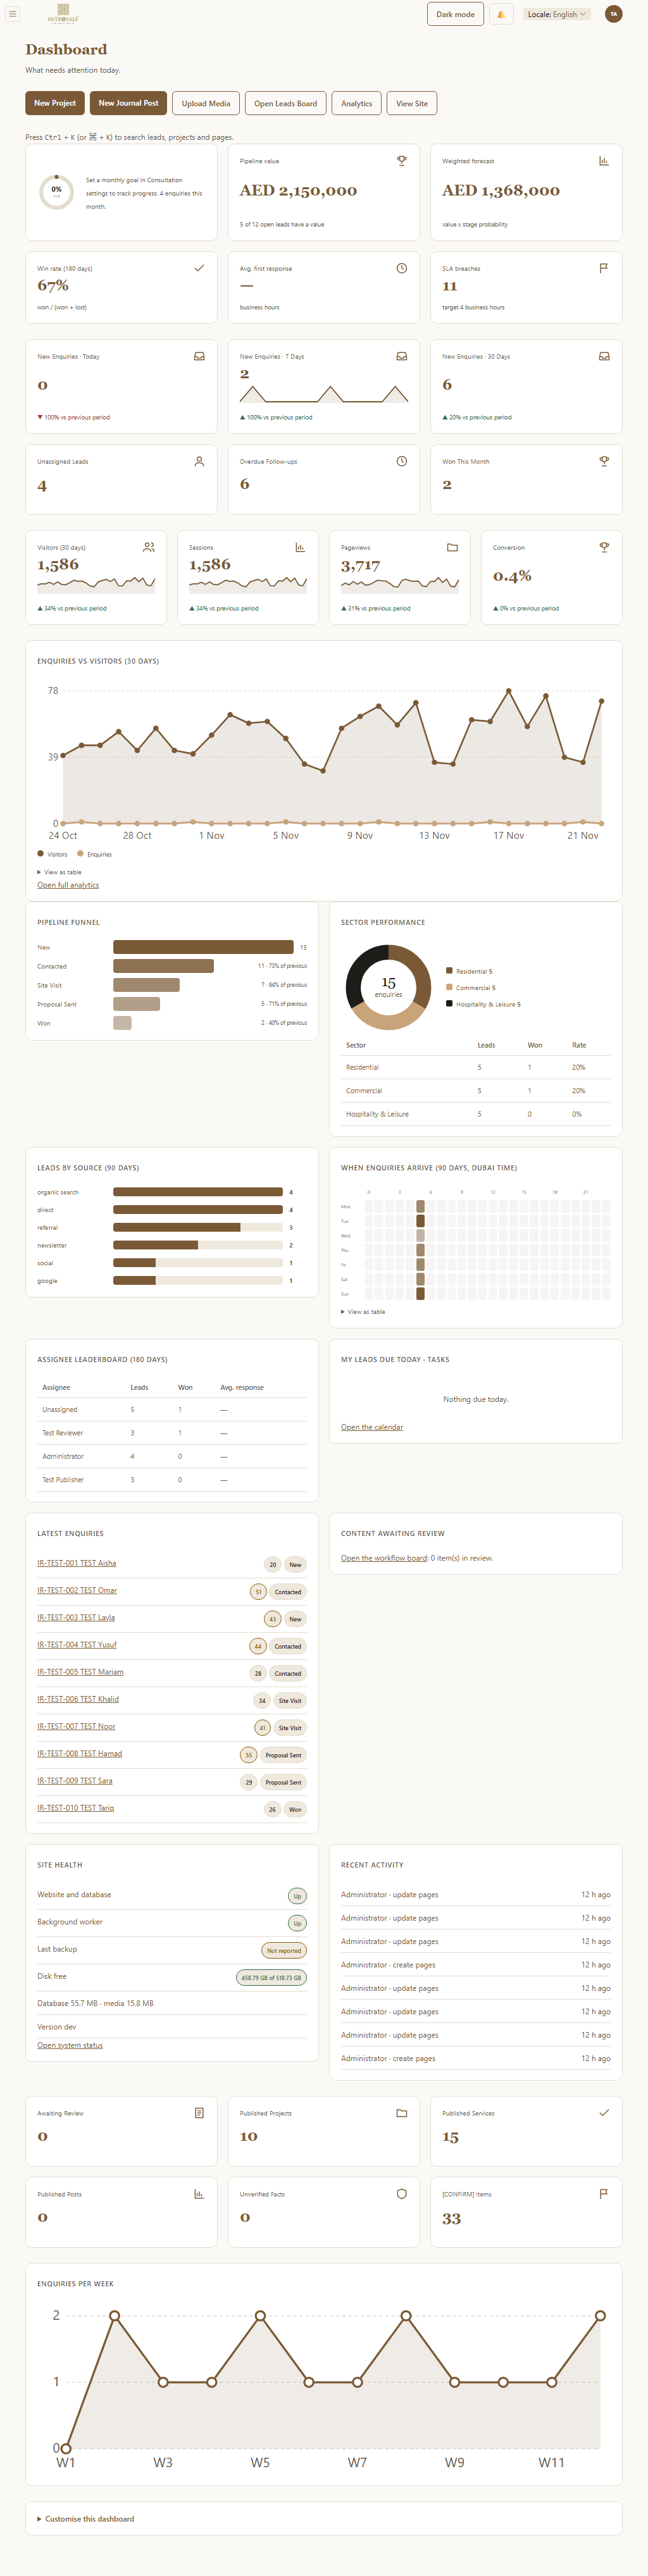 INTROYALE
Dark mode
Locale: English
TA
Dashboard
What needs attention today.
New Project
New Journal Post
Upload Media
Open Leads Board
Analytics
View Site
Press Ctrl + K (or ⌘ + K) to search leads, projects and pages.
0%
Set a monthly goal in Consultation
settings to track progress. 4 enquiries this
month.
Pipeline value
AED 2,150,000
5 of 12 open leads have a value
Weighted forecast
AED 1,368,000
value x stage probability
Win rate (180 days)
67%
won / (won + lost)
Avg. first response
—
business hours
SLA breaches
11
target 4 business hours
New Enquiries · Today
0
▼ 100% vs previous period
New Enquiries · 7 Days
2
▲ 100% vs previous period
New Enquiries · 30 Days
6
▲ 20% vs previous period
Unassigned Leads
4
Overdue Follow-ups
6
Won This Month
2
Visitors (30 days)
1,586
▲ 34% vs previous period
Sessions
1,586
▲ 34% vs previous period
Pageviews
3,717
▲ 31% vs previous period
Conversion
0.4%
▲ 0% vs previous period
ENQUIRIES VS VISITORS (30 DAYS)
78
39
0
24 Oct 28 Oct 1 Nov 5 Nov 9 Nov 13 Nov 17 Nov 21 Nov
Visitors Enquiries
▶ View as table
Open full analytics
PIPELINE FUNNEL
New 15
Contacted 11 · 73% of previous
Site Visit 7 · 64% of previous
Proposal Sent 5 · 71% of previous
Won 2 · 40% of previous
SECTOR PERFORMANCE
15
enquiries
Residential 5
Commercial 5
Hospitality & Leisure 5
Sector Leads Won Rate
Residential 5 1 20%
Commercial 5 1 20%
Hospitality & Leisure 5 0 0%
LEADS BY SOURCE (90 DAYS)
organic search 4
direct 4
referral 3
newsletter 2
social 1
google 1
WHEN ENQUIRIES ARRIVE (90 DAYS, DUBAI TIME)
0 3 6 9 12 15 18 21
Mon
Tue
Wed
Thu
Fri
Sat
Sun
▶ View as table
ASSIGNEE LEADERBOARD (180 DAYS)
Assignee Leads Won Avg. response
Unassigned 5 1 —
Test Reviewer 3 1 —
Administrator 4 0 —
Test Publisher 3 0 —
MY LEADS DUE TODAY · TASKS
Nothing due today.
Open the calendar
LATEST ENQUIRIES
IR-TEST-001 TEST Aisha 20 New
IR-TEST-002 TEST Omar 51 Contacted
IR-TEST-003 TEST Layla 43 New
IR-TEST-004 TEST Yusuf 44 Contacted
IR-TEST-005 TEST Mariam 28 Contacted
IR-TEST-006 TEST Khalid 34 Site Visit
IR-TEST-007 TEST Noor 41 Site Visit
IR-TEST-008 TEST Hamad 55 Proposal Sent
IR-TEST-009 TEST Sara 29 Proposal Sent
IR-TEST-010 TEST Tariq 26 Won
CONTENT AWAITING REVIEW
Open the workflow board: 0 item(s) in review.
SITE HEALTH
Website and database Up
Background worker Up
Last backup Not reported
Disk free 458.79 GB of 518.73 GB
Database 55.7 MB · media 15.8 MB
Version dev
Open system status
RECENT ACTIVITY
Administrator · update pages 12 h ago
Administrator · update pages 12 h ago
Administrator · update pages 12 h ago
Administrator · create pages 12 h ago
Administrator · update pages 12 h ago
Administrator · update pages 12 h ago
Administrator · update pages 12 h ago
Administrator · create pages 12 h ago
Awaiting Review
0
Published Projects
10
Published Services
15
Published Posts
0
Unverified Facts
0
[CONFIRM] Items
33
ENQUIRIES PER WEEK
2
1
0
W1 W3 W5 W7 W9 W11
▶ Customise this dashboard